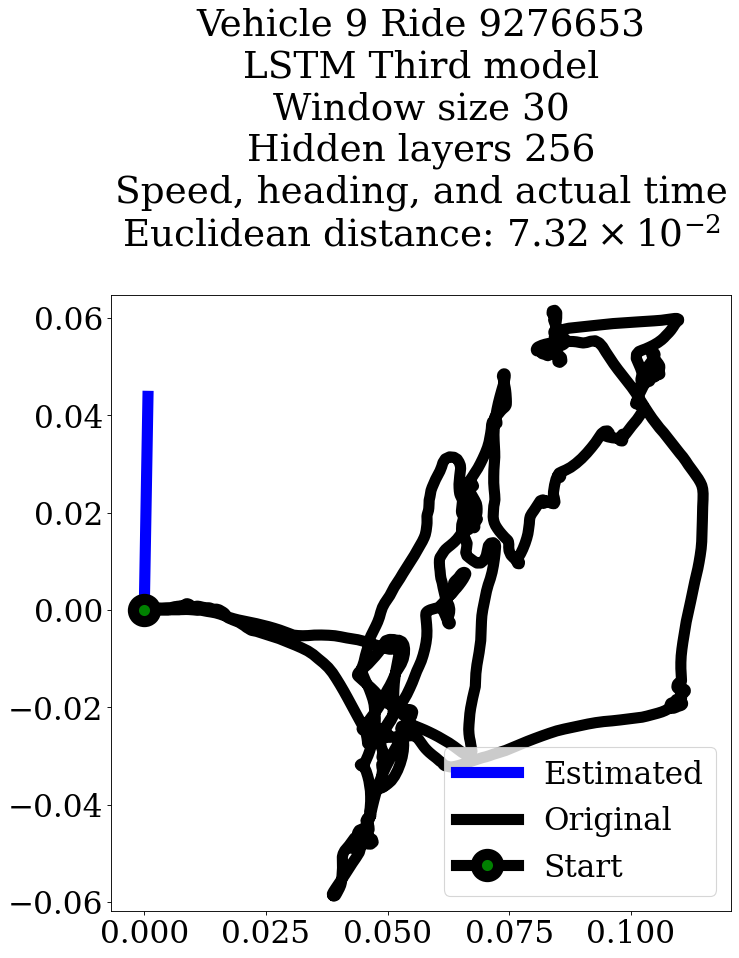 Vehicle 9 Ride 9276653
LSTM Third model
Window size 30
Hidden layers 256
Speed, heading, and actual time
Euclidean distance: 7.32 × 10⁻²
0.06
0.04
0.02
0.00
−0.02
−0.04
−0.06
Estimated
Original
Start
0.000 0.025 0.050 0.075 0.100